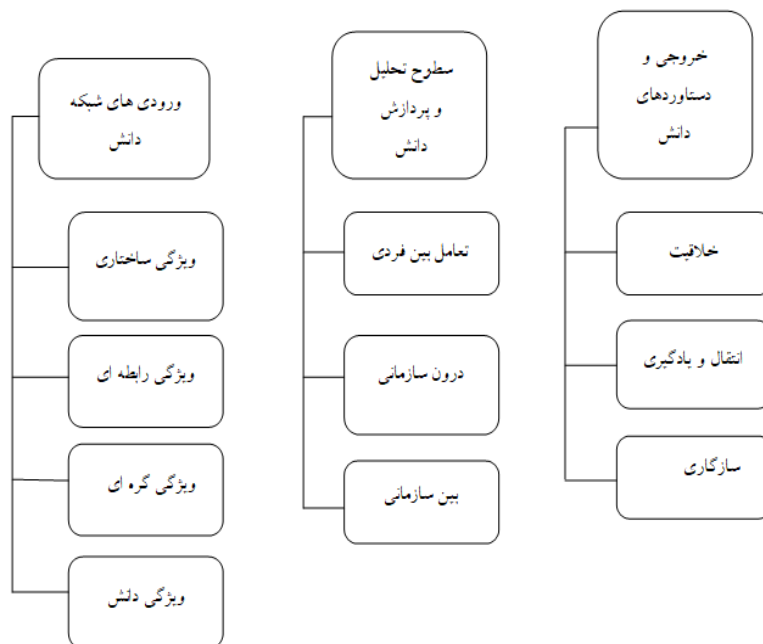 خروجی و
دستاوردهای
دانش
خلاقیت
انتقال و یادگیری
سازگاری
سطوح تحلیل
و پردازش
دانش
تعامل بین فردی
درون سازمانی
بین سازمانی
ورودی های شبکه
دانش
ویژگی ساختاری
ویژگی رابطه ای
ویژگی گره ای
ویژگی دانش